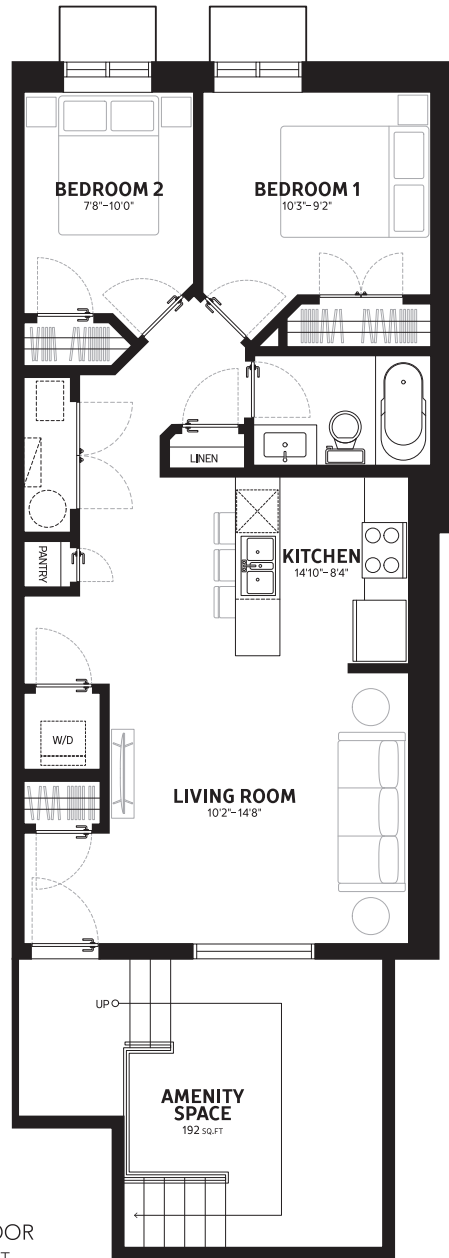 BEDROOM 2
7'8"–10'0"
BEDROOM 1
10'3"–9'2"
LINEN
KITCHEN
14'10"–8'4"
PANTRY
W/D
LIVING ROOM
10'2"–14'8"
UP
AMENITY
SPACE
192 SQ.FT